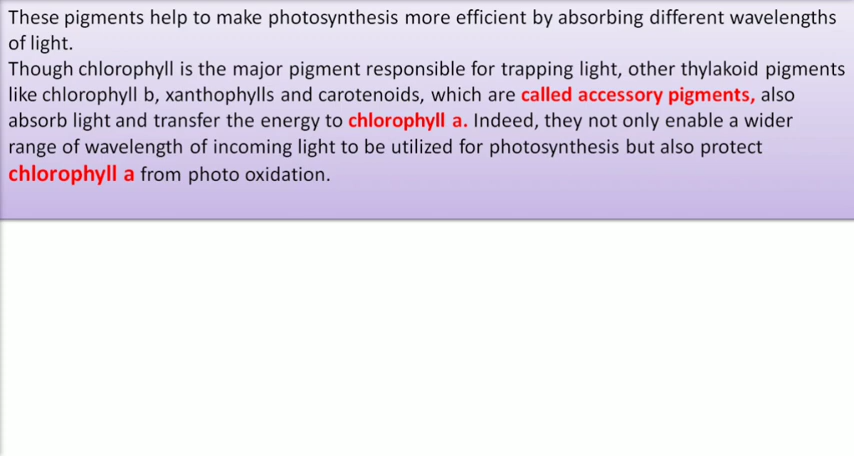 These pigments help to make photosynthesis more efficient by absorbing different wavelengths
of light.
Though chlorophyll is the major pigment responsible for trapping light, other thylakoid pigments
like chlorophyll b, xanthophylls and carotenoids, which are called accessory pigments, also
absorb light and transfer the energy to chlorophyll a. Indeed, they not only enable a wider
range of wavelength of incoming light to be utilized for photosynthesis but also protect
chlorophyll a from photo oxidation.